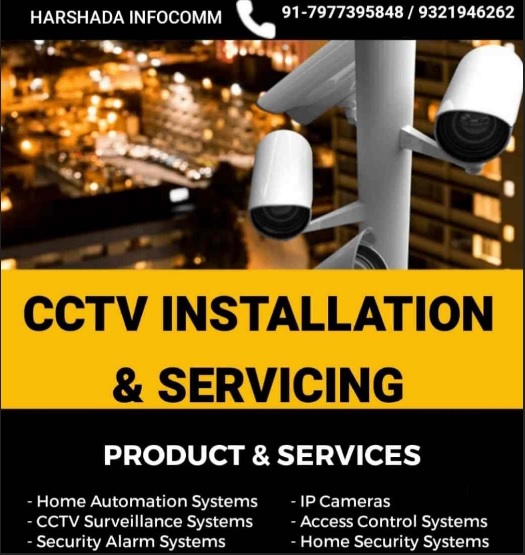 HARSHADA INFOCOMM
91-7977395848 / 9321946262
CCTV INSTALLATION
& SERVICING
PRODUCT & SERVICES
- Home Automation Systems
- IP Cameras
- CCTV Surveillance Systems
- Access Control Systems
- Security Alarm Systems
- Home Security Systems